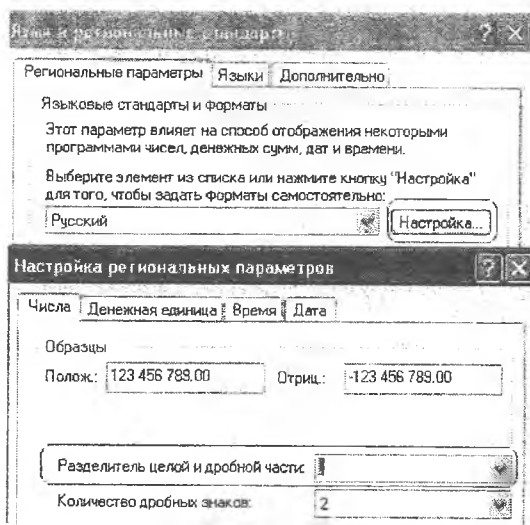 Языки и региональные стандарты
Региональные параметры Языки Дополнительно
Языковые стандарты и форматы
Этот параметр влияет на способ отображения некоторыми
программами чисел, денежных сумм, дат и времени.
Выберите элемент из списка или нажмите кнопку "Настройка"
для того, чтобы задать форматы самостоятельно:
Русский Настройка...
Настройка региональных параметров
Числа Денежная единица Время Дата
Образцы
Полож.: 123 456 789.00 Отриц.: -123 456 789.00
Разделитель целой и дробной части:
Количество дробных знаков: 2